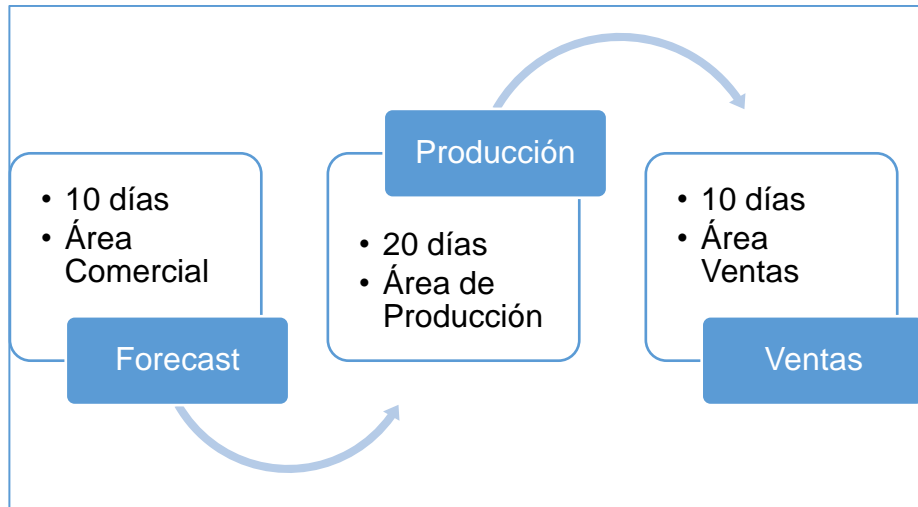 • 10 días
• Área
Comercial
Forecast
Producción
• 20 días
• Área de
Producción
• 10 días
• Área
Ventas
Ventas